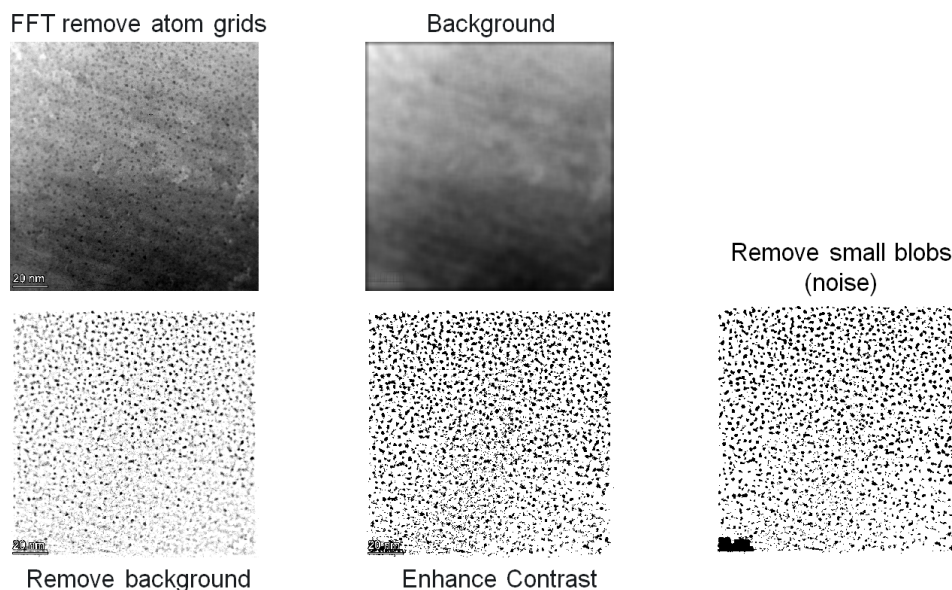 FFT remove atom grids
Background
20 nm
Remove small blobs
(noise)
20 nm
20 nm
Remove background
Enhance Contrast